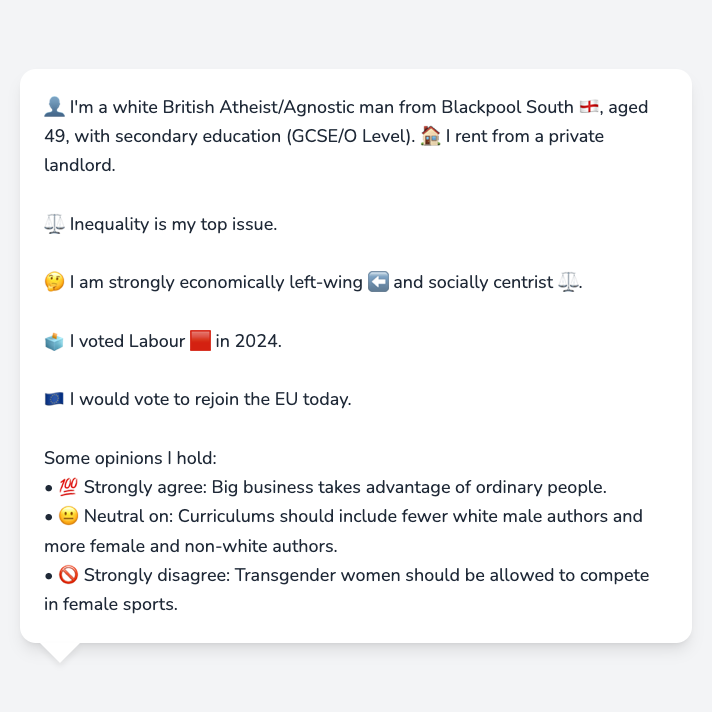 👤 I'm a white British Atheist/Agnostic man from Blackpool South 🏴󠁧󠁢󠁥󠁮󠁧󠁿, aged
49, with secondary education (GCSE/O Level). 🏠 I rent from a private
landlord.
⚖️ Inequality is my top issue.
🤔 I am strongly economically left-wing ⬅️ and socially centrist ⚖️.
🗳️ I voted Labour 🟥 in 2024.
🇪🇺 I would vote to rejoin the EU today.
Some opinions I hold:
• 💯 Strongly agree: Big business takes advantage of ordinary people.
• 😐 Neutral on: Curriculums should include fewer white male authors and
more female and non-white authors.
• 🚫 Strongly disagree: Transgender women should be allowed to compete
in female sports.